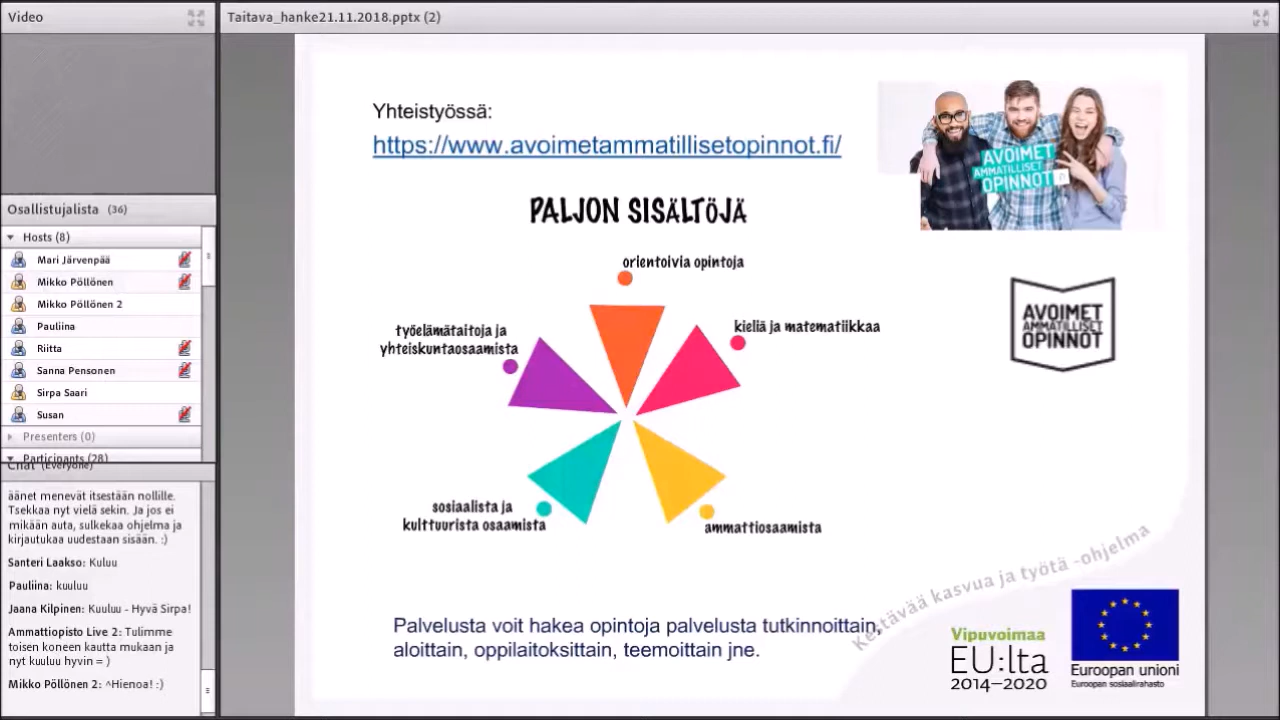 Video
Taitava_hanke21.11.2018.pptx (2)
Osallistujalista (36)
Hosts (8)
Mari Järvenpää
Mikko Pöllönen
Mikko Pöllönen 2
Pauliina
Riitta
Sanna Pensonen
Sirpa Saari
Susan
Presenters (0)
Participants (28)
Chat (Everyone)
äänet menevät itsestään nollille.
Tsekkaa nyt vielä sekin. Ja jos ei
mikään auta, sulkekaa ohjelma ja
kirjautukaa uudestaan sisään. :)
Santeri Laakso: Kuluu
Pauliina: kuuluu
Jaana Kilpinen: Kuuluu - Hyvä Sirpa!
Ammattiopisto Live 2: Tulimme
toisen koneen kautta mukaan ja
nyt kuuluu hyvin = )
Mikko Pöllönen 2: ^Hienoa! :)
Yhteistyössä:
https://www.avoimetammatillisetopinnot.fi/
AVOIMET
AMMATILLISET
OPINNOT
PALJON SISÄLTÖJÄ
orientoivia opintoja
kieliä ja matematiikkaa
työelämätaitoja ja
yhteiskuntaosaamista
sosiaalista ja
kulttuurista osaamista
ammattiosaamista
AVOIMET
AMMATILLISET
OPINNOT
Palvelusta voit hakea opintoja palvelusta tutkinnoittain,
aloittain, oppilaitoksittain, teemoittain jne.
Kestävää kasvua ja työtä -ohjelma
Vipuvoimaa
EU:lta
2014–2020
Euroopan unioni
Euroopan sosiaalirahasto